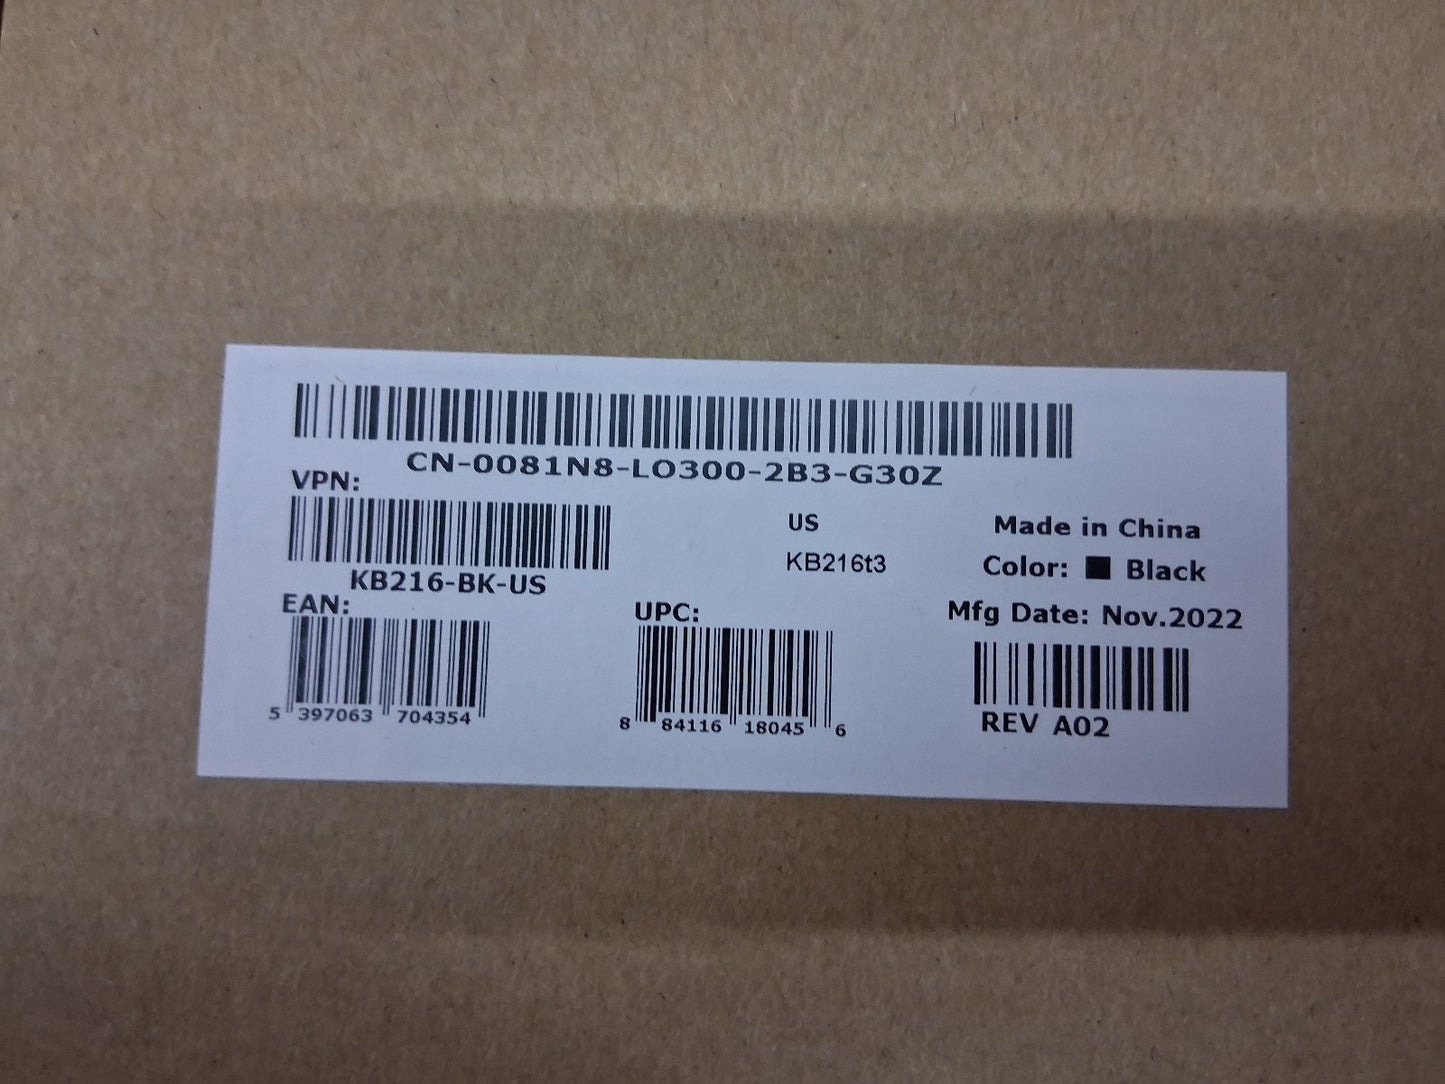 CN-0081N8-LO300-2B3-G30Z
VPN:
KB216-BK-US
US
KB216t3
Made in China
Color: Black
Mfg Date: Nov.2022
EAN:
5 397063 704354
UPC:
8 84116 18045 6
REV A02